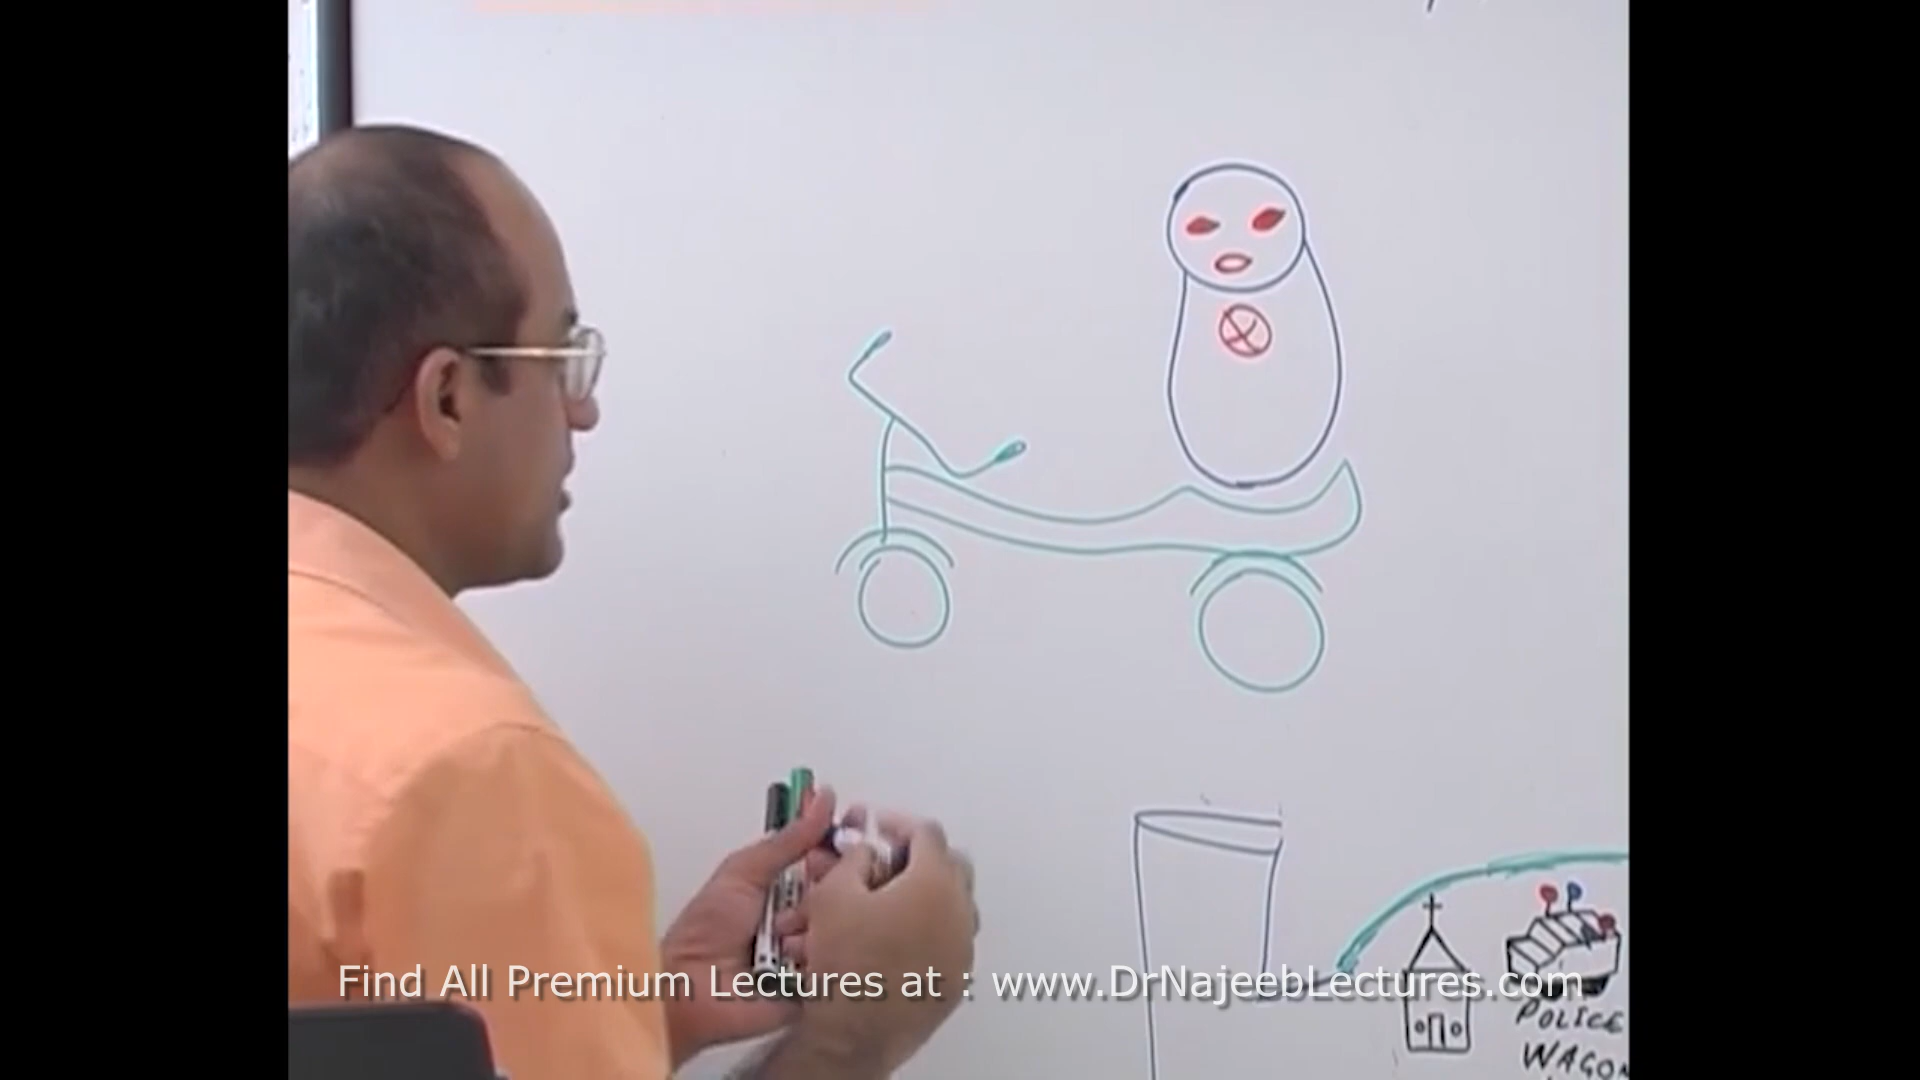 Find All Premium Lectures at : www.DrNajeebLectures.com
POLICE
WAGON